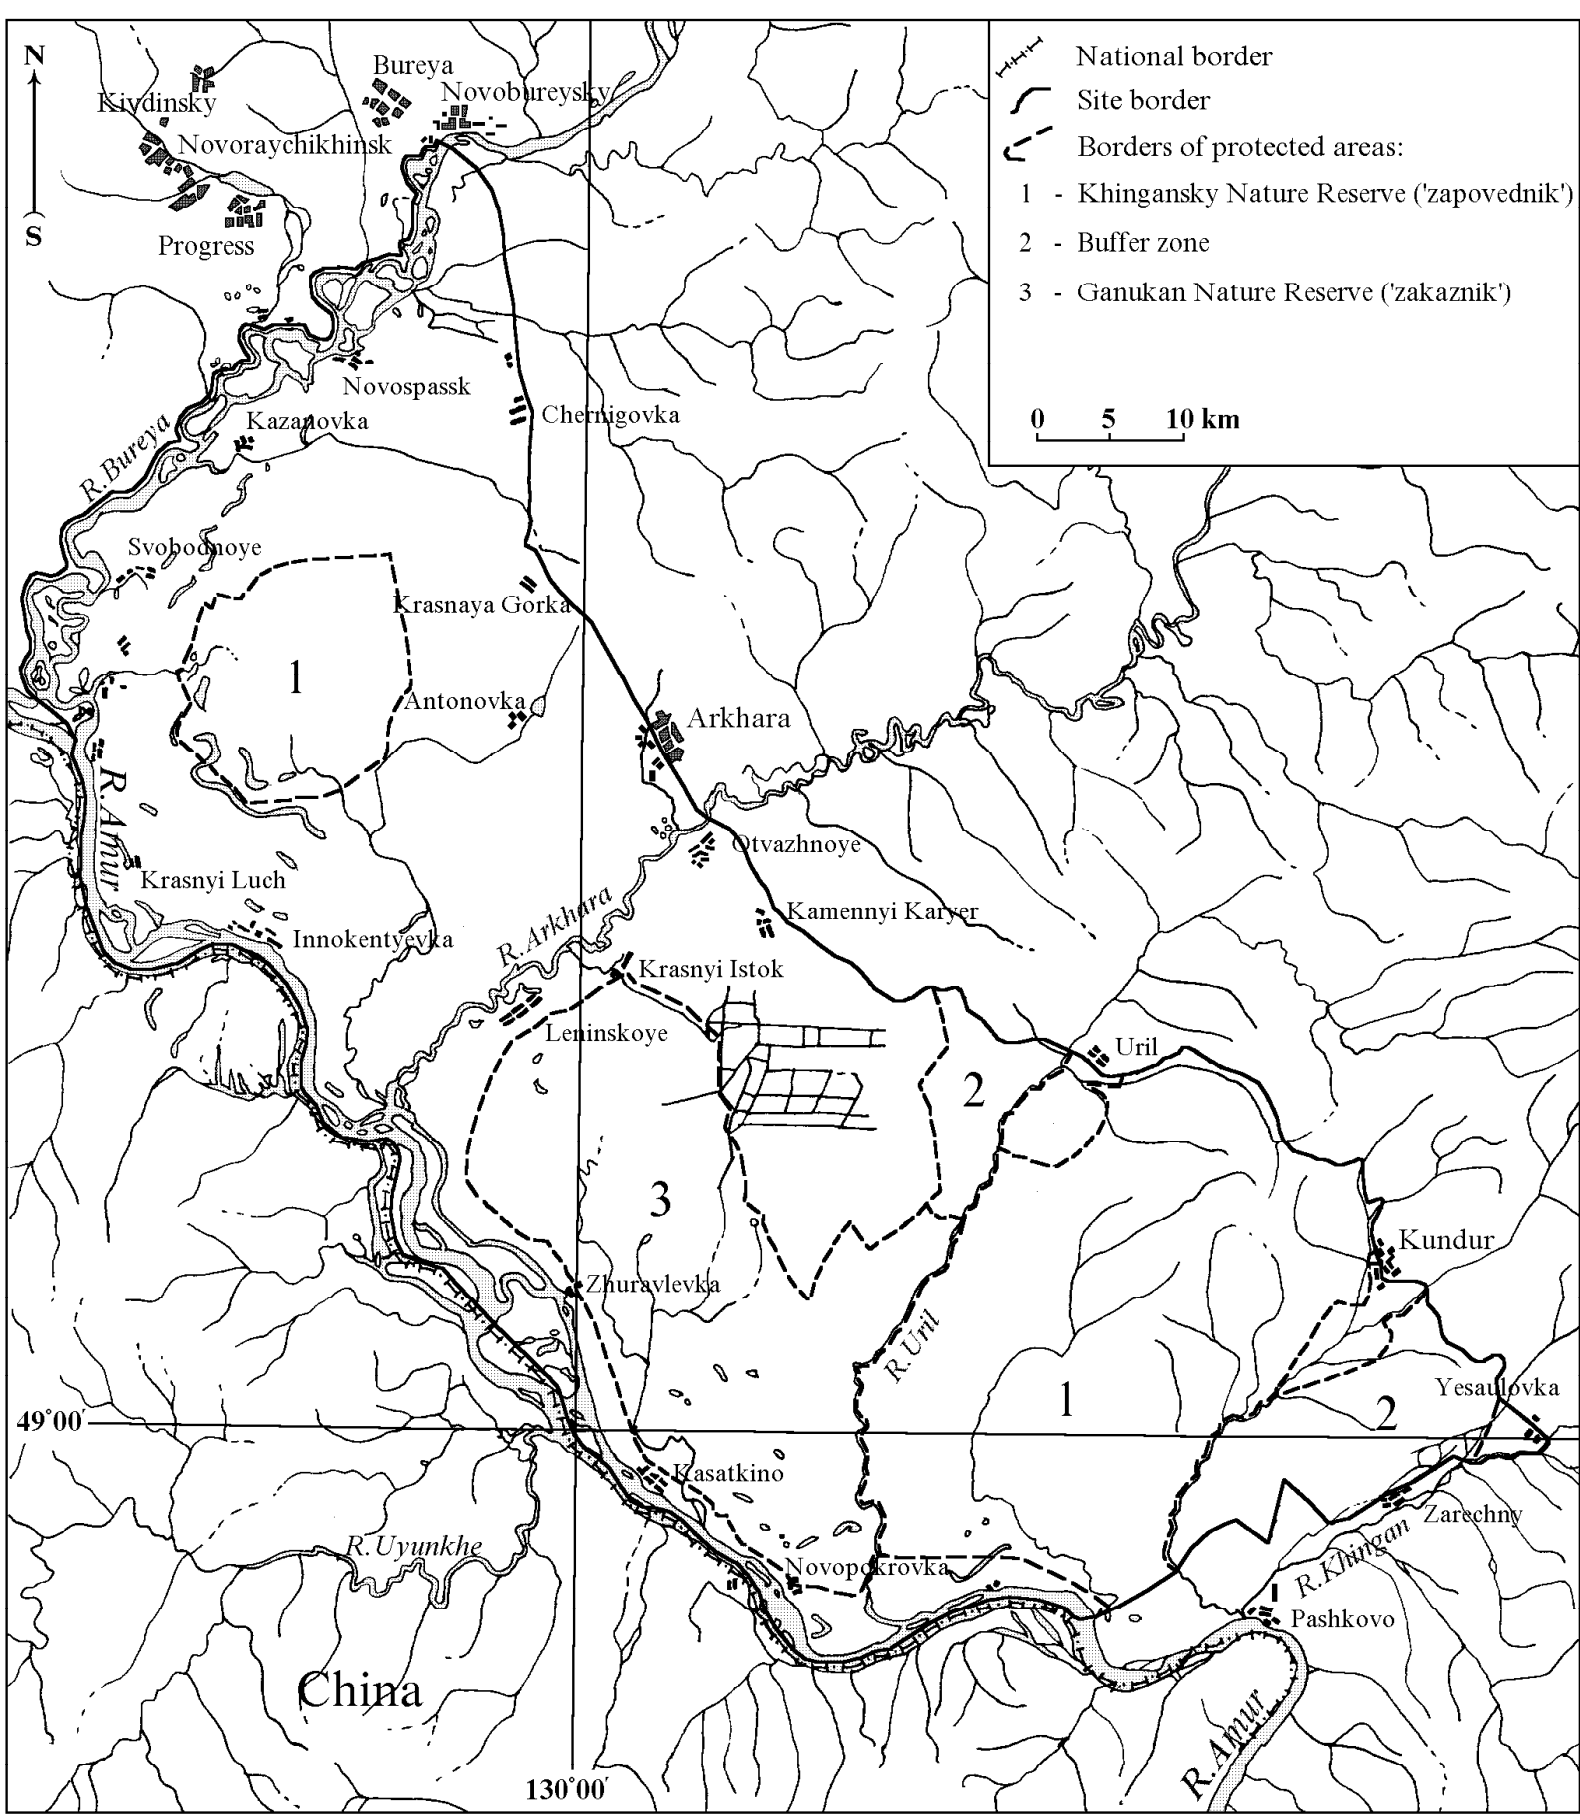 N
S
National border
Site border
Borders of protected areas:
1 - Khingansky Nature Reserve ('zapovednik')
2 - Buffer zone
3 - Ganukan Nature Reserve ('zakaznik')
0 5 10 km
Bureya
Novobureysky
Kivdinsky
Novoraychikhinsk
Progress
Novospassk
Kazanovka
Chernigovka
R. Bureya
Svobodnoye
Krasnaya Gorka
1
Antonovka
Arkhara
R. Amur
Otvazhnoye
Krasnyi Luch
Kamennyi Karyer
R. Arkhara
Innokentyevka
Krasnyi Istok
Leninskoye
Uril
2
3
Kundur
Zhuravlevka
R. Uril
1
Yesaulovka
2
49°00'
Kasatkino
Zarechny
R. Uyunkhe
Novopokrovka
R. Khingan
Pashkovo
China
R. Amur
130°00'